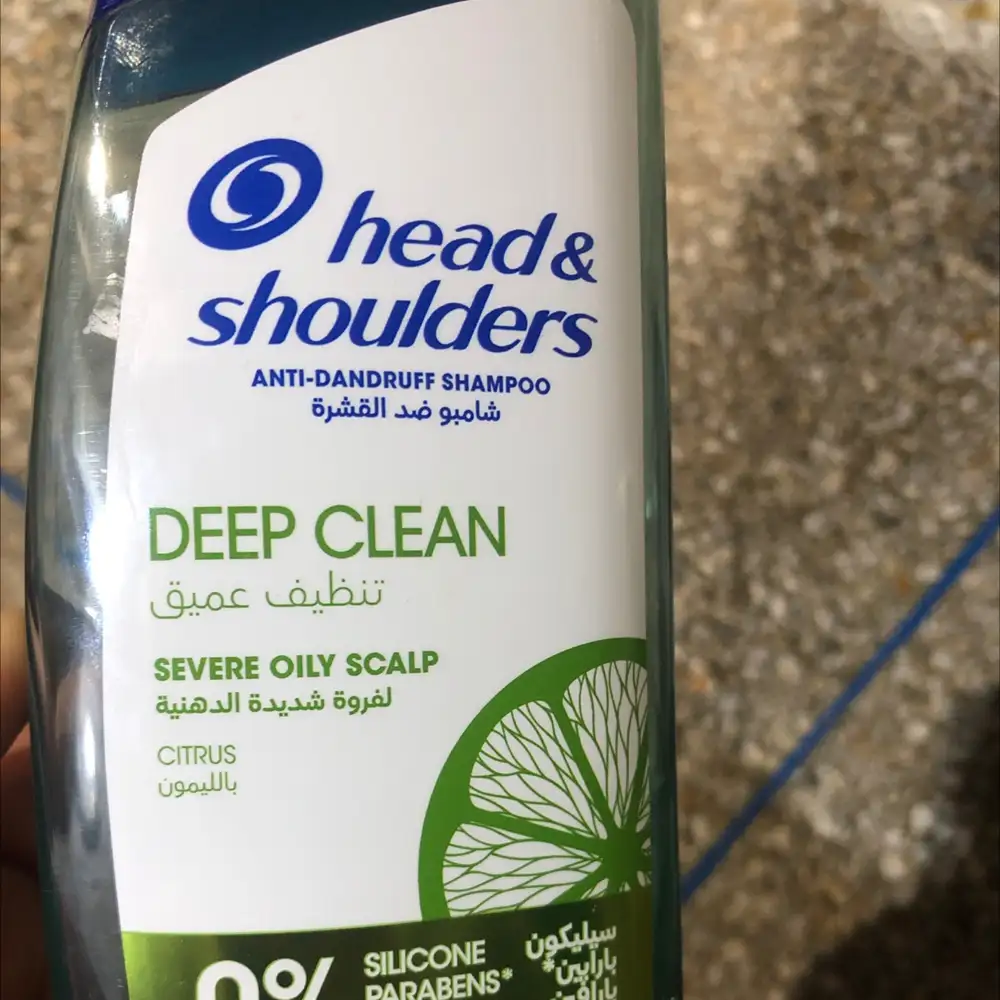 head &
shoulders
ANTI-DANDRUFF SHAMPOO
شامبو ضد القشرة
DEEP CLEAN
تنظيف عميق
SEVERE OILY SCALP
لفروة شديدة الدهنية
CITRUS
بالليمون
0%
SILICONE
PARABENS*
سيليكون
بارابين*